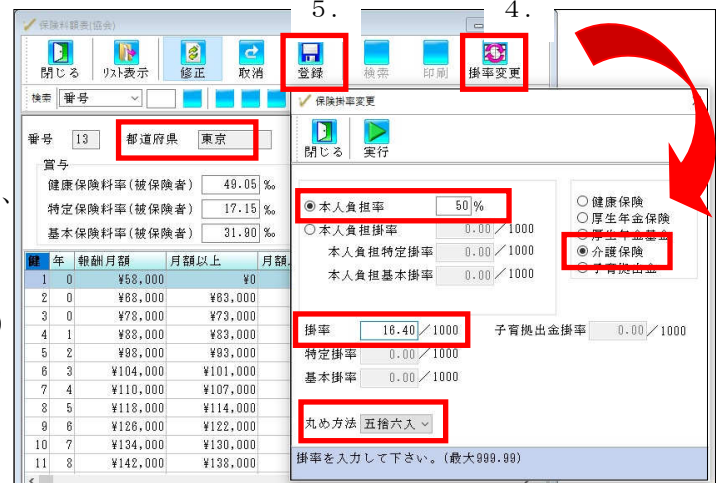 5.
4.
保険料額表(協会)
閉じる リスト表示 修正 取消 登録 検索 印刷 掛率変更
検索 番号
番号 13 都道府県 東京
賞与
健康保険料率(被保険者) 49.05 ‰
特定保険料率(被保険者) 17.15 ‰
基本保険料率(被保険者) 31.90 ‰
健 年 報酬月額 月額以上 月額
1 0 ¥58,000 ¥0
2 0 ¥68,000 ¥63,000
3 0 ¥78,000 ¥73,000
4 1 ¥88,000 ¥83,000
5 2 ¥98,000 ¥93,000
6 3 ¥104,000 ¥101,000
7 4 ¥110,000 ¥107,000
8 5 ¥118,000 ¥114,000
9 6 ¥126,000 ¥122,000
10 7 ¥134,000 ¥130,000
11 8 ¥142,000 ¥138,000
保険掛率変更
閉じる 実行
本人負担率 50 %
本人負担掛率 0.00 / 1000
本人負担特定掛率 0.00 / 1000
本人負担基本掛率 0.00 / 1000
健康保険
厚生年金保険
厚生年金基金
介護保険
子育拠出金
掛率 16.40 / 1000 子育拠出金掛率 0.00 / 1000
特定掛率 0.00 / 1000
基本掛率 0.00 / 1000
丸め方法 五捨六入
掛率を入力して下さい。(最大999.99)
、
)